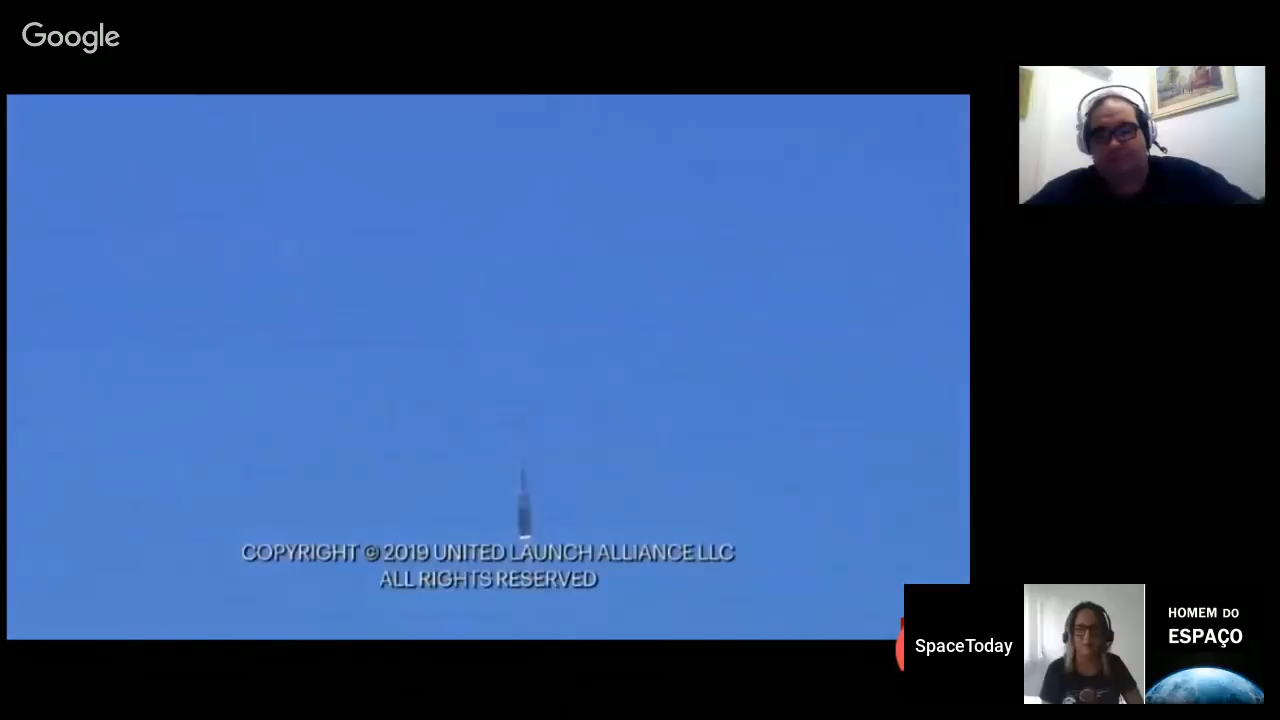 Google
COPYRIGHT © 2019 UNITED LAUNCH ALLIANCE LLC
ALL RIGHTS RESERVED
SpaceToday
HOMEM DO
ESPAÇO